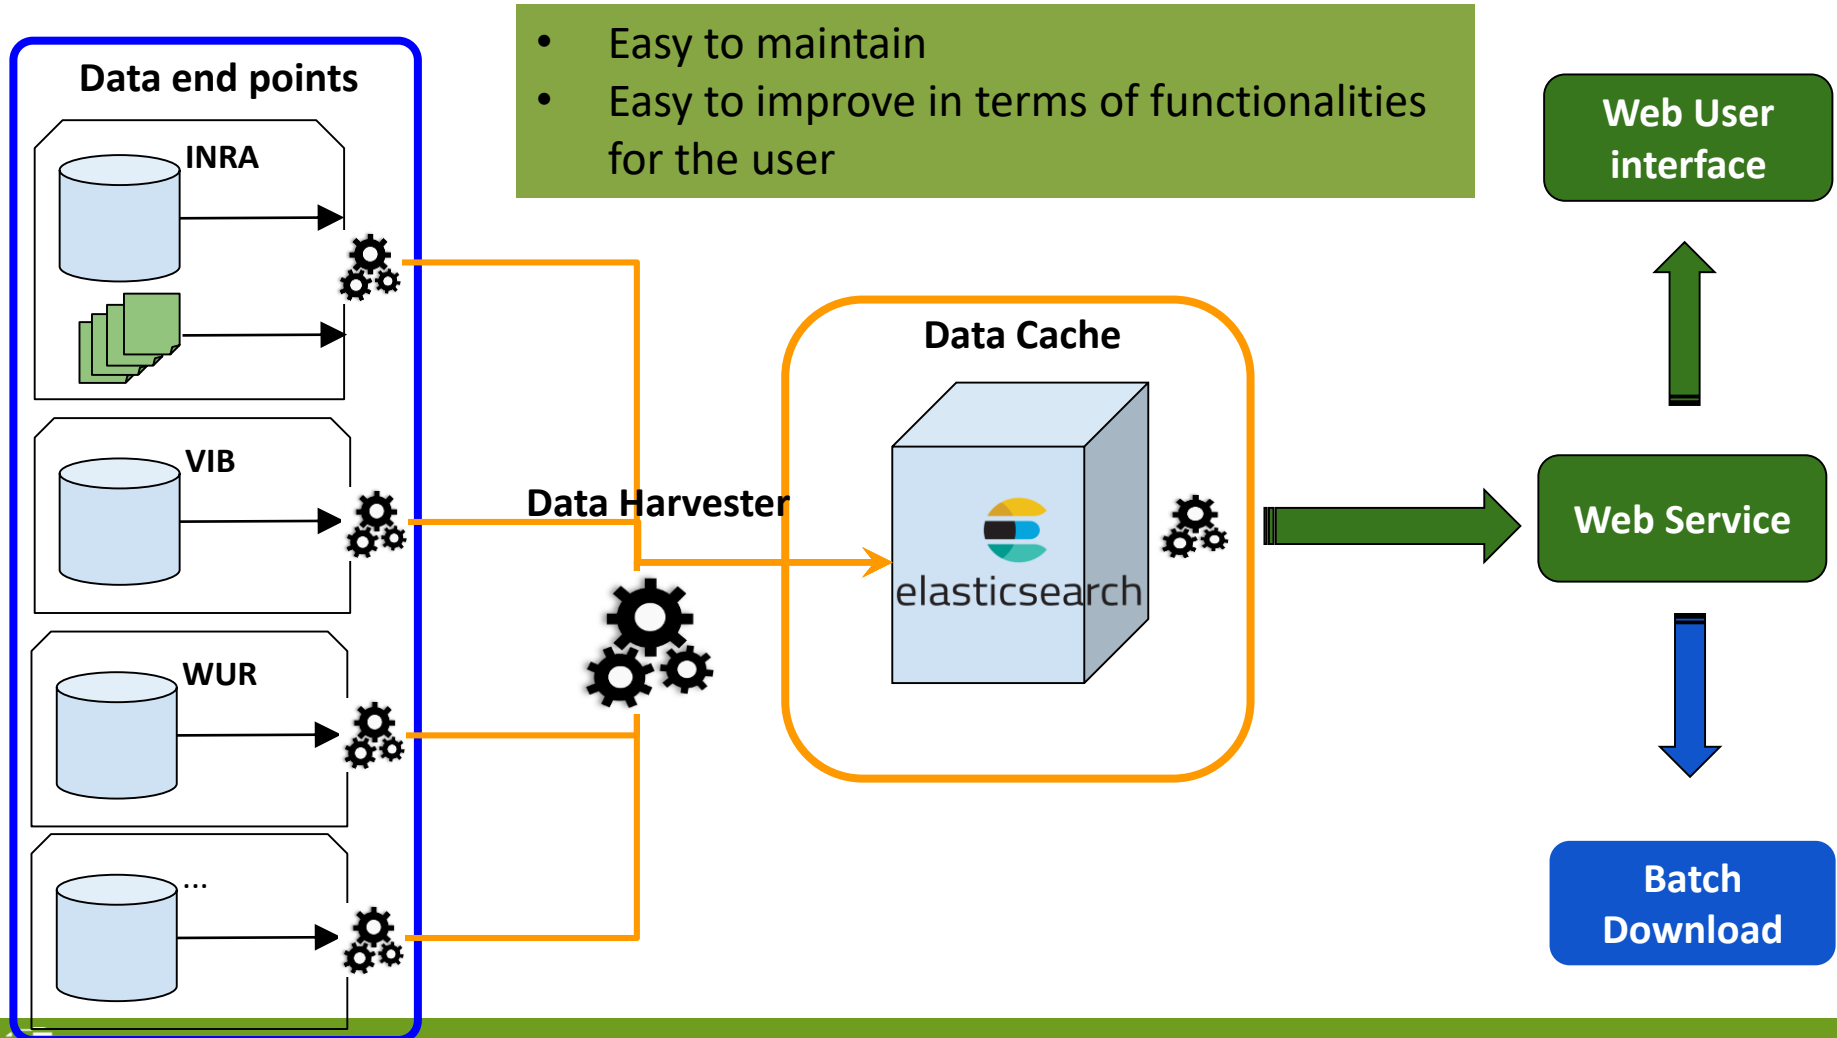 Data end points
INRA
VIB
WUR
...
• Easy to maintain
• Easy to improve in terms of functionalities
for the user
Data Harvester
Data Cache
elasticsearch
Web User
interface
Web Service
Batch
Download